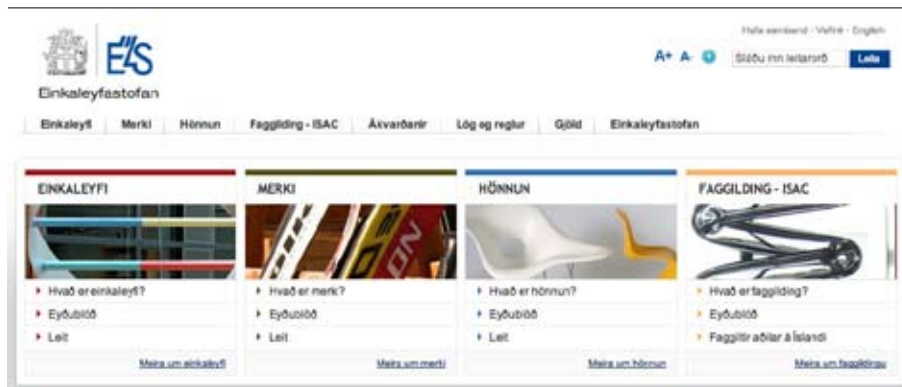 Hafa samband - Veftré - English
ELS
A+ A-
Sláðu inn leitarorð Leita
Einkaleyfastofan
Einkaleyfi Merki Hönnun Faggilding - ISAC Ákvarðanir Lög og reglur Gjöld Einkaleyfastofan
EINKALEYFI MERKI HÖNNUN FAGGILDING - ISAC
Hvað er einkaleyfi? Hvað er merki? Hvað er hönnun? Hvað er faggilding?
Eyðublöð Eyðublöð Eyðublöð Eyðublöð
Leit Leit Leit Faggiltir aðilar á Íslandi
Meira um einkaleyfi Meira um merki Meira um hönnun Meira um faggildingu